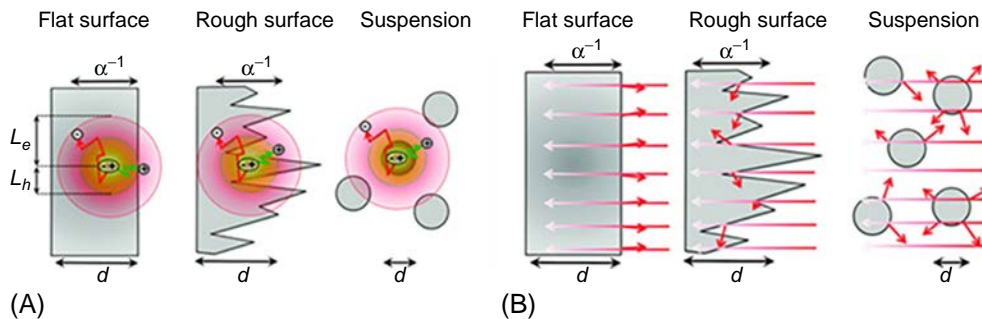 Flat surface Rough surface Suspension Flat surface Rough surface Suspension
α⁻¹ α⁻¹ α⁻¹ α⁻¹
Lₑ
Lₕ
d d d d d d
(A) (B)